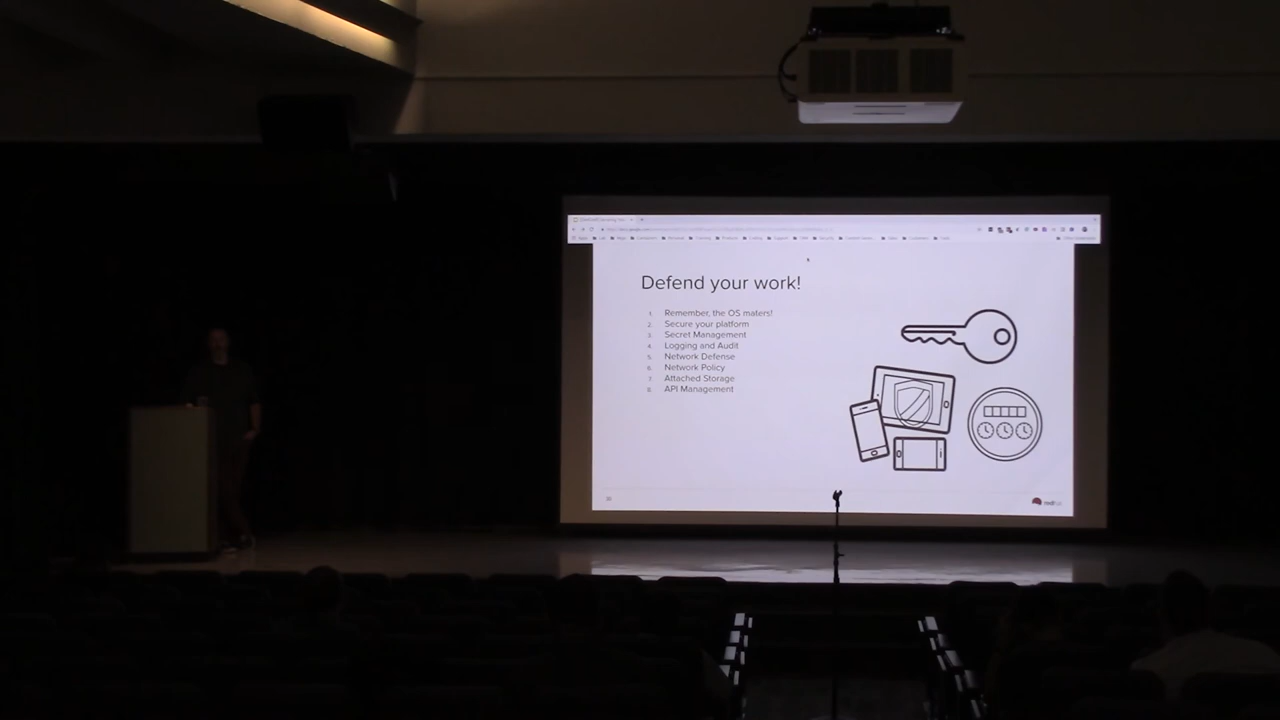 Defend your work!
1. Remember, the OS maters!
2. Secure your platform
3. Secret Management
4. Logging and Audit
5. Network Defense
6. Network Policy
7. Attached Storage
8. API Management